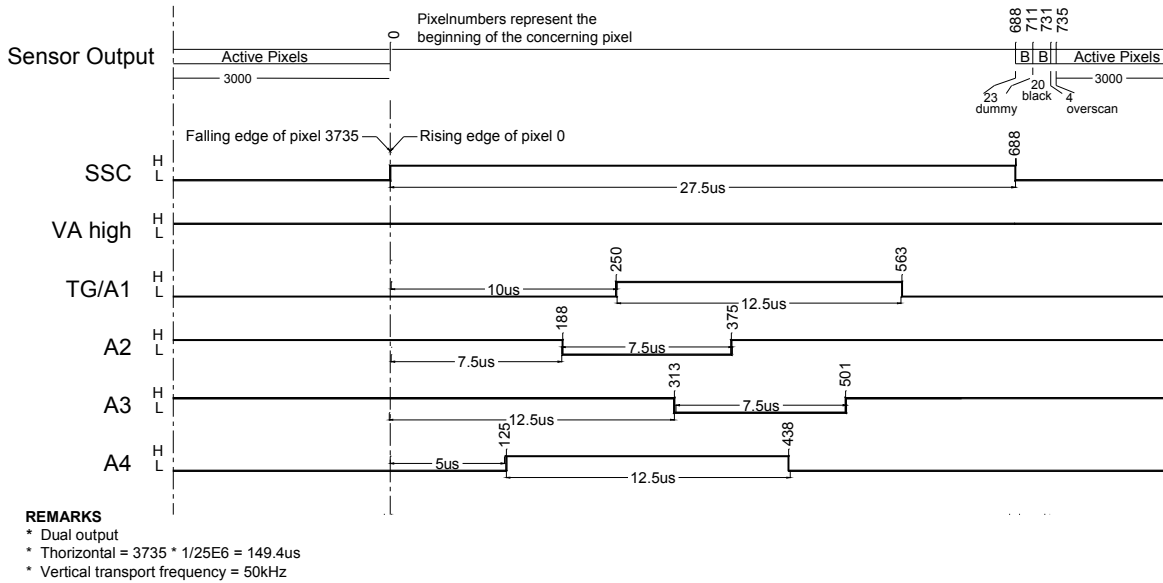 Pixelnumbers represent the
beginning of the concerning pixel
0
688
711
731
735
Sensor Output
Active Pixels
B
B
Active Pixels
3000
3000
23
dummy
20
black
4
overscan
Falling edge of pixel 3735
Rising edge of pixel 0
SSC
H
L
688
27.5us
VA high
H
L
TG/A1
H
L
250
563
10us
12.5us
A2
H
L
188
375
7.5us
7.5us
A3
H
L
313
501
7.5us
12.5us
A4
H
L
125
438
5us
12.5us
REMARKS
* Dual output
* Thorizontal = 3735 * 1/25E6 = 149.4us
* Vertical transport frequency = 50kHz